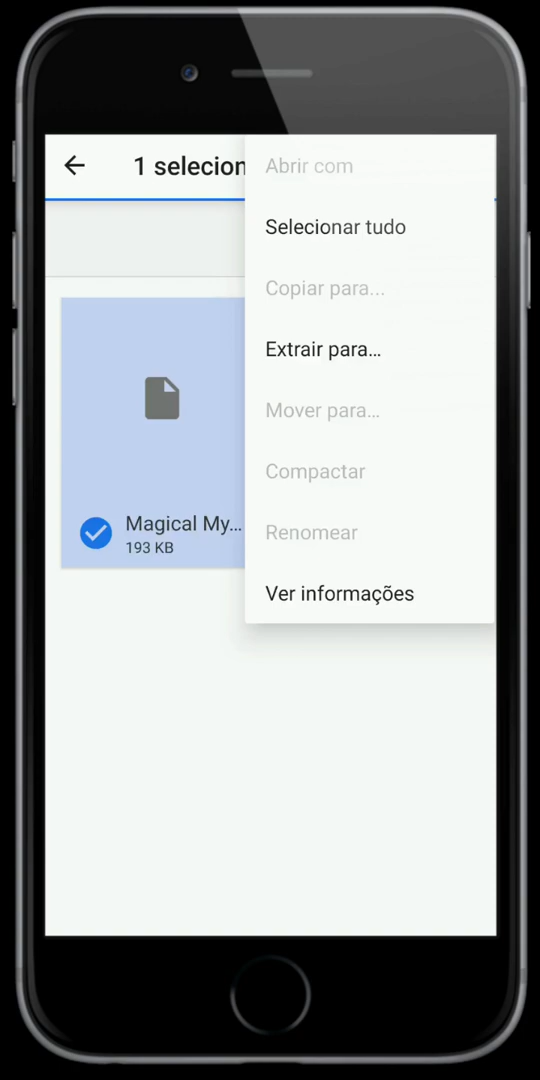 1 selecion
Abrir com
Selecionar tudo
Copiar para...
Extrair para...
Mover para...
Compactar
Renomear
Ver informações
Magical My...
193 KB